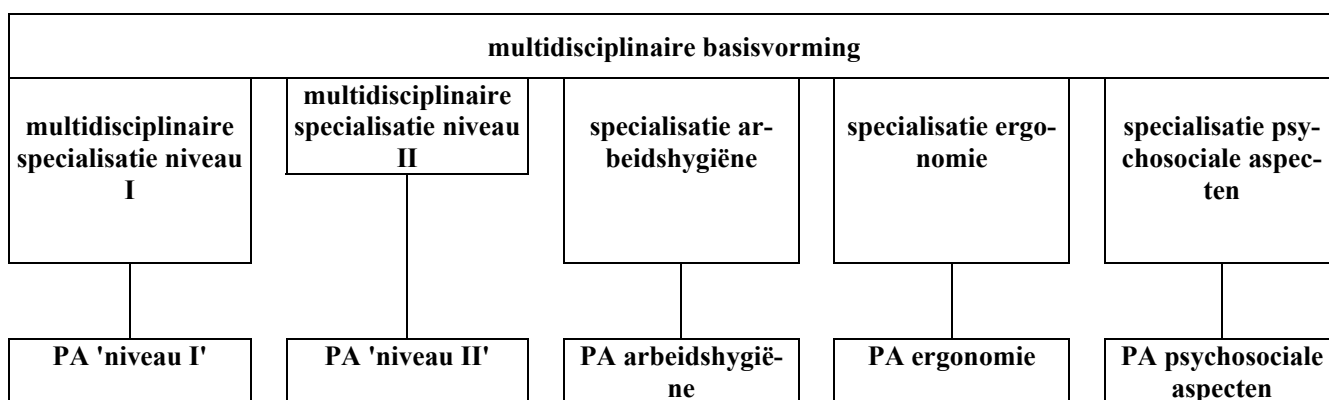 multidisciplinaire basisvorming
multidisciplinaire
specialisatie niveau
I
multidisciplinaire
specialisatie niveau
II
specialisatie ar-
beidshygiëne
specialisatie ergo-
nomie
specialisatie psy-
chosociale aspec-
ten
PA 'niveau I'
PA 'niveau II'
PA arbeidshygië-
ne
PA ergonomie
PA psychosociale
aspecten